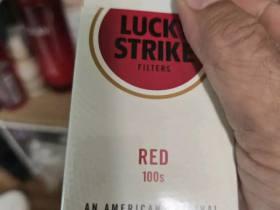 LUCKY
STRIKE
FILTERS
RED
100s
AN AMERICAN